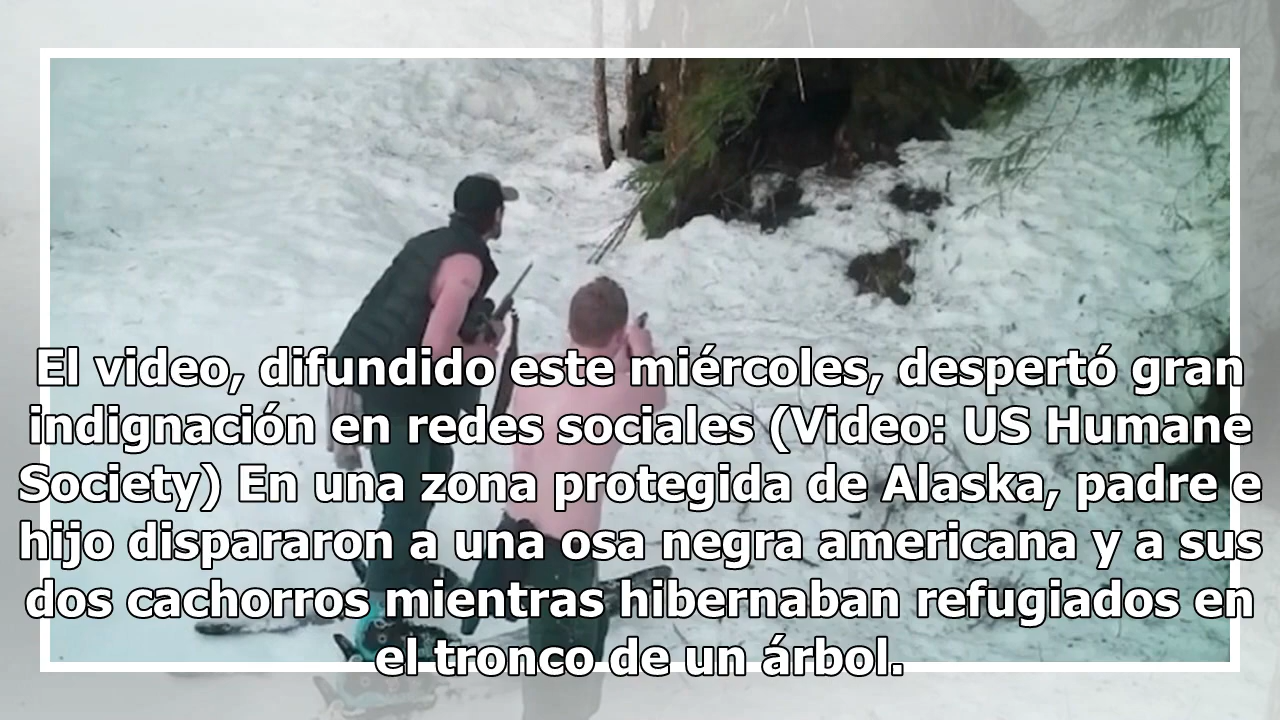 El video, difundido este miércoles, despertó gran
indignación en redes sociales (Video: US Humane
Society) En una zona protegida de Alaska, padre e
hijo dispararon a una osa negra americana y a sus
dos cachorros mientras hibernaban refugiados en
el tronco de un árbol.